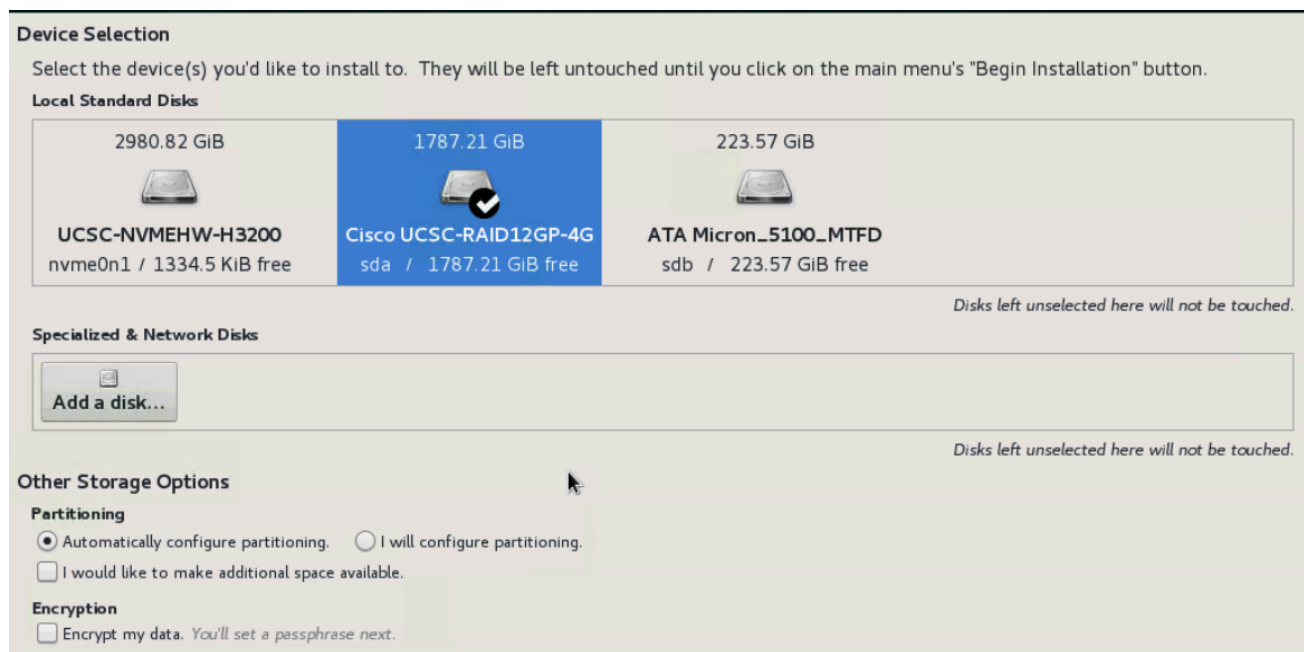 Device Selection
Select the device(s) you'd like to install to. They will be left untouched until you click on the main menu's "Begin Installation" button.
Local Standard Disks
2980.82 GiB
UCSC-NVMEHW-H3200
nvme0n1 / 1334.5 KiB free
1787.21 GiB
Cisco UCSC-RAID12GP-4G
sda / 1787.21 GiB free
223.57 GiB
ATA Micron_5100_MTFD
sdb / 223.57 GiB free
Disks left unselected here will not be touched.
Specialized & Network Disks
Add a disk...
Disks left unselected here will not be touched.
Other Storage Options
Partitioning
Automatically configure partitioning. I will configure partitioning.
I would like to make additional space available.
Encryption
Encrypt my data. You'll set a passphrase next.